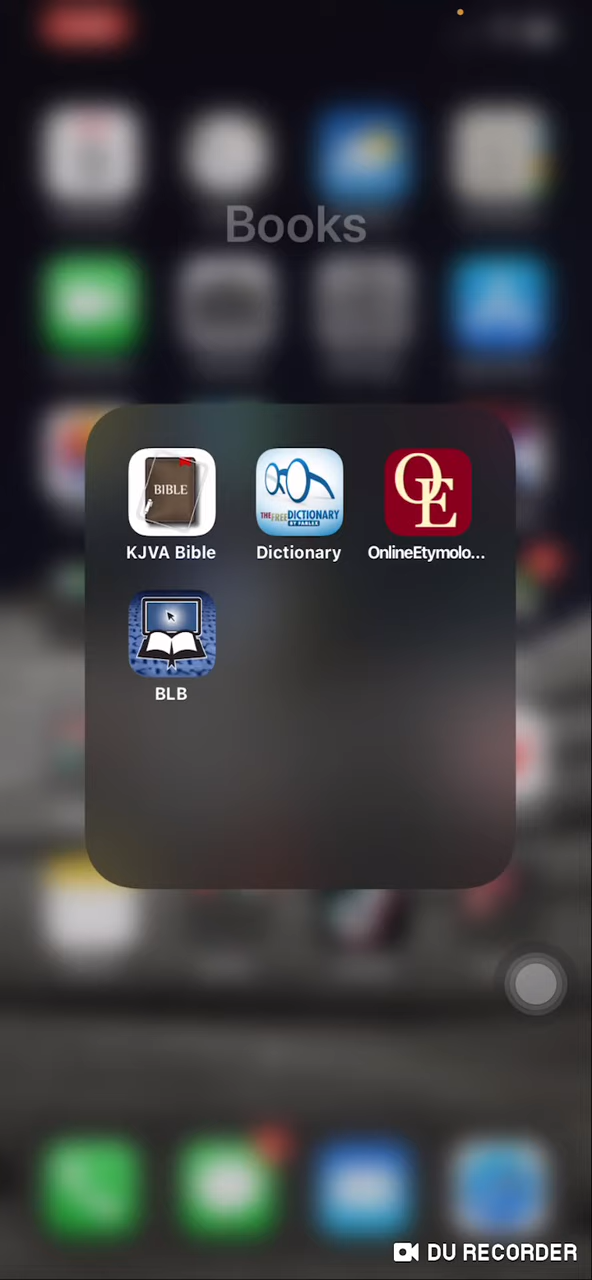 Books
BIBLE
THE FREE DICTIONARY
BY FARLEX
OE
KJVA Bible
Dictionary
OnlineEtymolo...
BLB
DU RECORDER